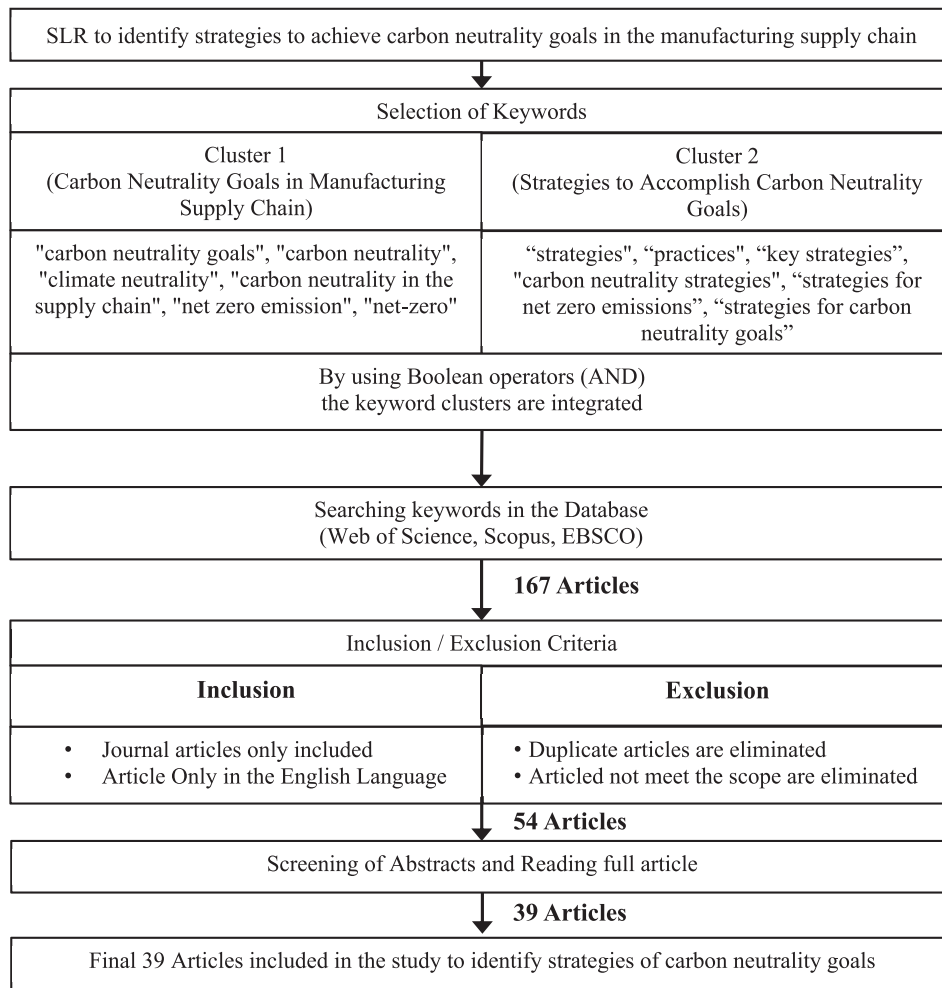 SLR to identify strategies to achieve carbon neutrality goals in the manufacturing supply chain
Selection of Keywords
Cluster 1
(Carbon Neutrality Goals in Manufacturing
Supply Chain)
Cluster 2
(Strategies to Accomplish Carbon Neutrality
Goals)
"carbon neutrality goals", "carbon neutrality",
"climate neutrality", "carbon neutrality in the
supply chain", "net zero emission", "net-zero"
“strategies", “practices", “key strategies”,
"carbon neutrality strategies", “strategies for
net zero emissions”, “strategies for carbon
neutrality goals”
By using Boolean operators (AND)
the keyword clusters are integrated
Searching keywords in the Database
(Web of Science, Scopus, EBSCO)
167 Articles
Inclusion / Exclusion Criteria
Inclusion
Exclusion
• Journal articles only included
• Article Only in the English Language
• Duplicate articles are eliminated
• Articled not meet the scope are eliminated
54 Articles
Screening of Abstracts and Reading full article
39 Articles
Final 39 Articles included in the study to identify strategies of carbon neutrality goals